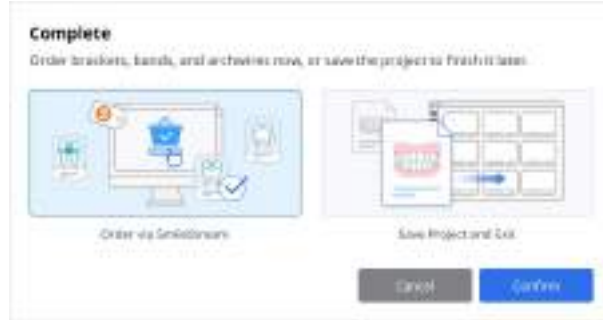 Complete
Order brackets, bands, and archwires now, or save the project to finish it later.
Order via SmileStream
Save Project and Exit
Cancel
Confirm